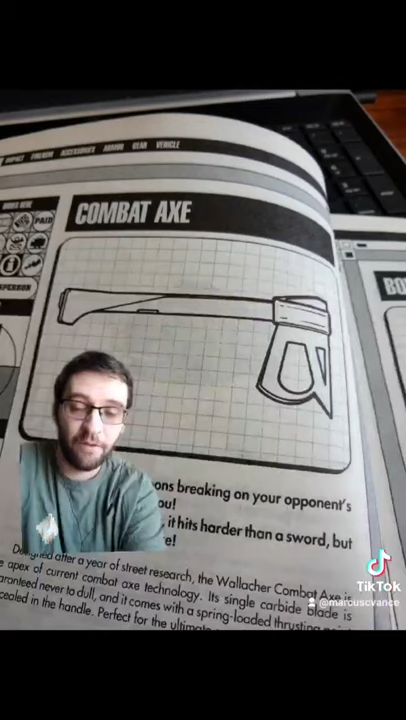 IMPACT FIREARM ACCESSORIES ARMOR GEAR VEHICLE
PAID
COMBAT AXE
ons breaking on your opponent's
ou!
it hits harder than a sword, but
e!
Designed after a year of street research, the Wallacher Combat Axe is
e apex of current combat axe technology. Its single carbide blade is
aranteed never to dull, and it comes with a spring-loaded thrusting point
cealed in the handle. Perfect for the ultimate
TikTok
@marcuscvance